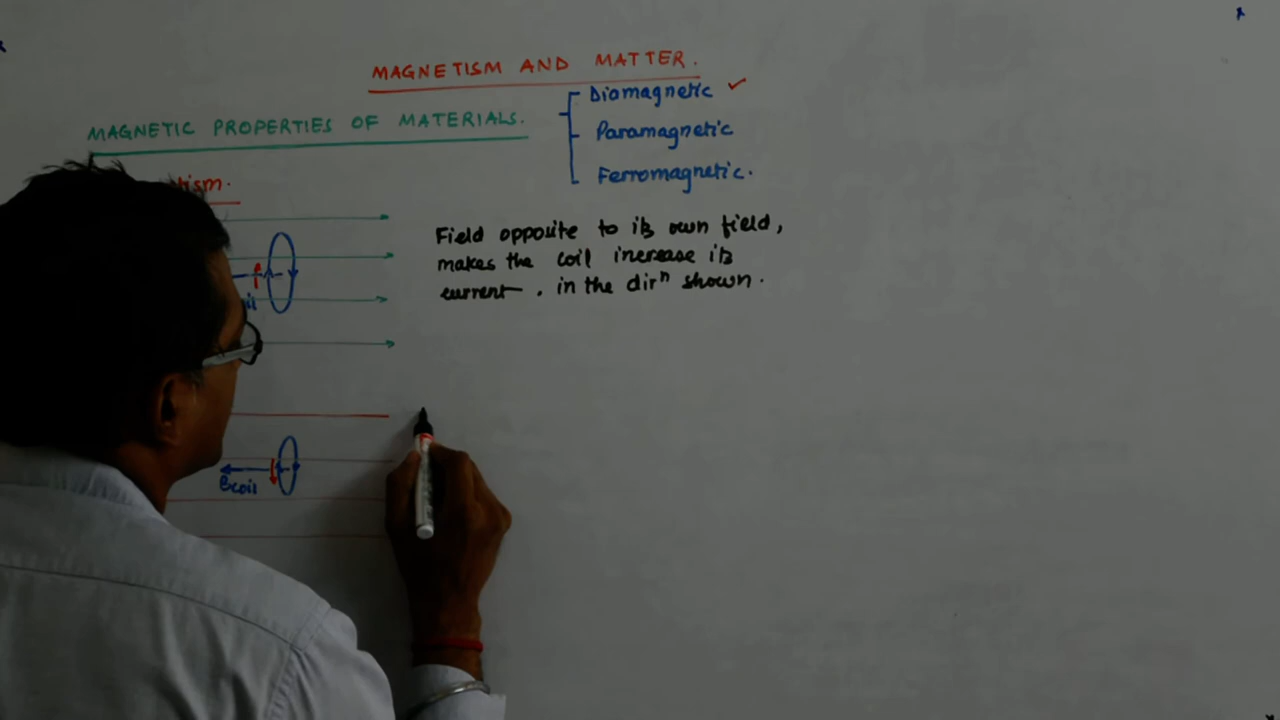 MAGNETISM AND MATTER.
MAGNETIC PROPERTIES OF MATERIALS.
Diamagnetic ✓
Paramagnetic
Ferromagnetic.
Field opposite to its own field,
makes the coil increase its
current, in the dirⁿ shown.
Bcoil